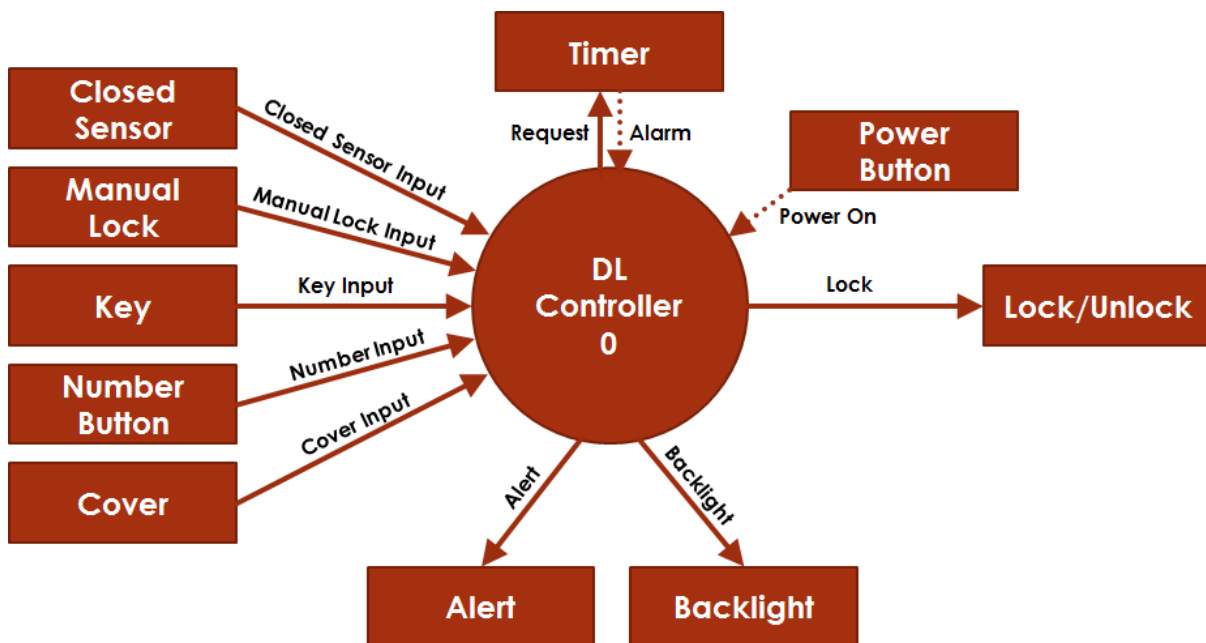 Timer
Closed
Sensor
Closed Sensor Input
Request
Alarm
Power
Button
Power On
Manual
Lock
Manual Lock Input
Key
Key Input
DL
Controller
0
Lock
Lock/Unlock
Number
Button
Number Input
Cover
Cover Input
Alert
Backlight
Alert
Backlight